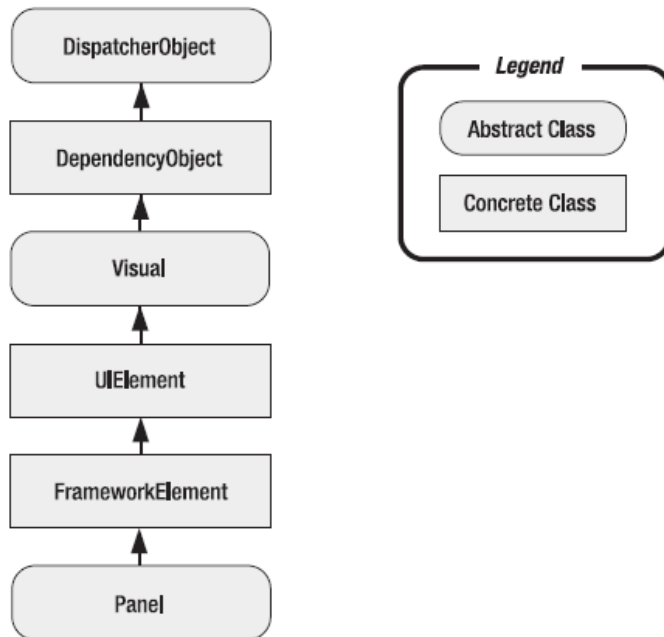 DispatcherObject
DependencyObject
Visual
UIElement
FrameworkElement
Panel
Legend
Abstract Class
Concrete Class